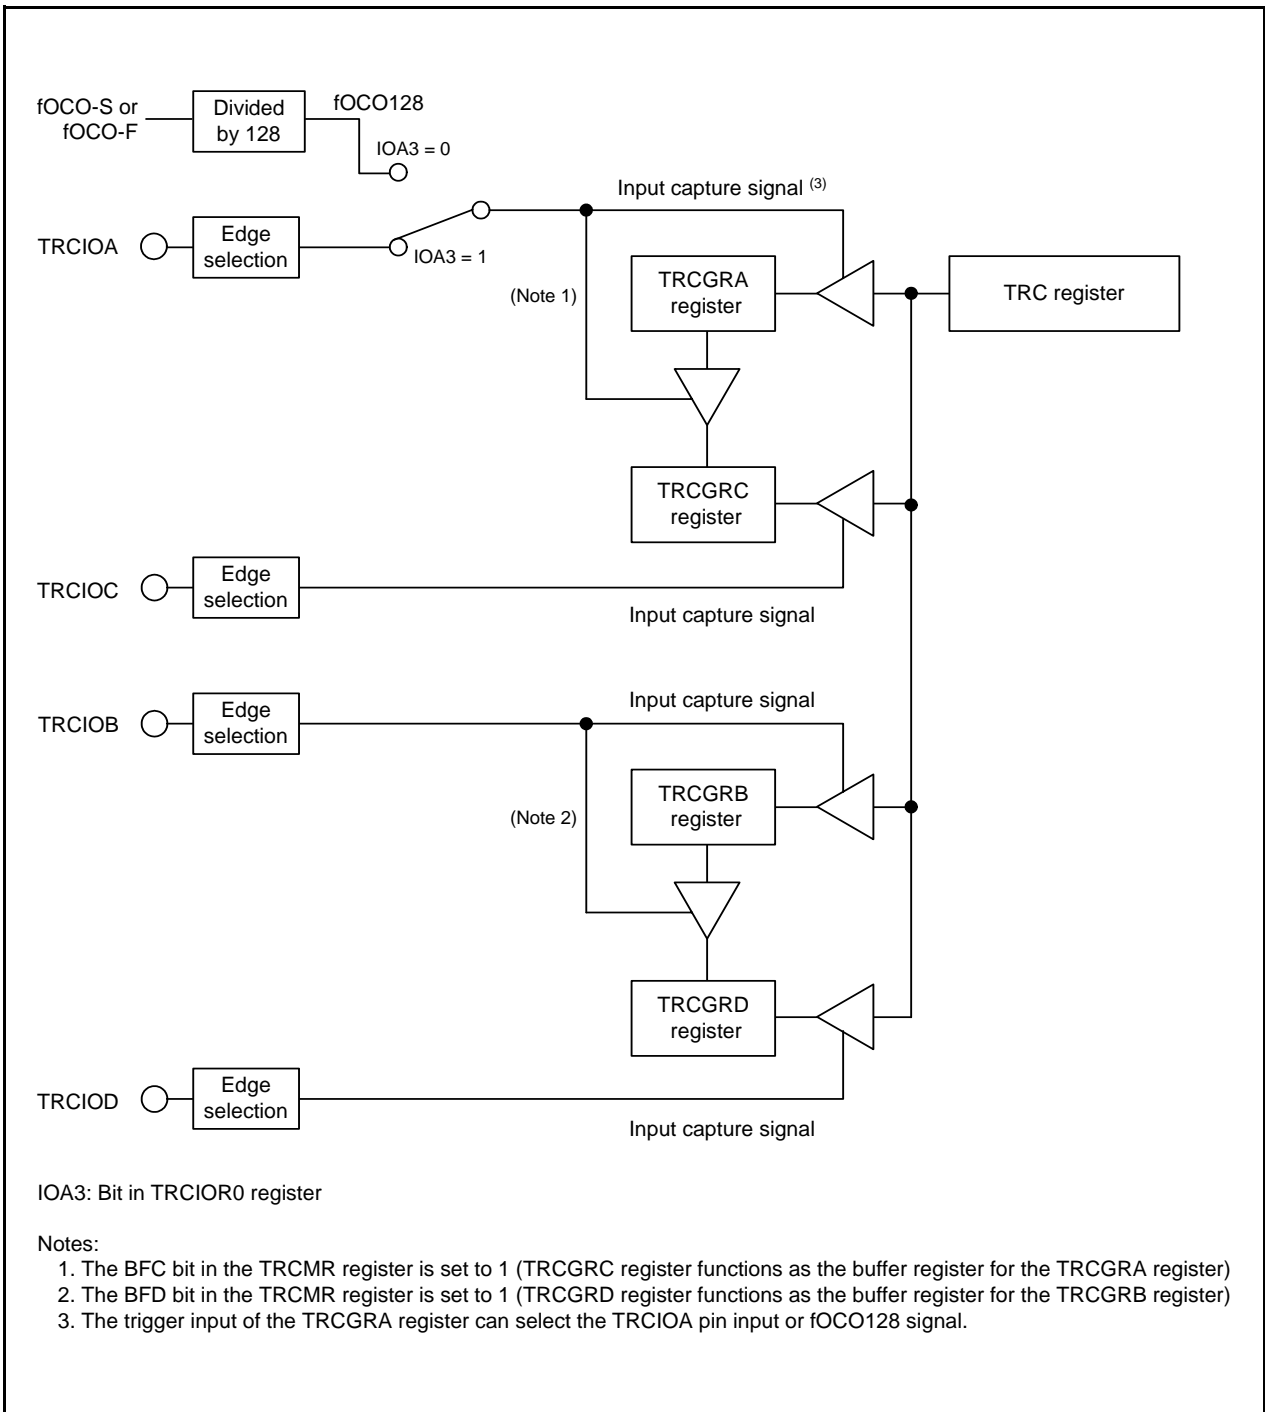 fOCO-S or
fOCO-F
Divided
by 128
fOCO128
IOA3 = 0
Input capture signal (3)
TRCIOA
Edge
selection
IOA3 = 1
(Note 1)
TRCGRA
register
TRC register
TRCGRC
register
TRCIOC
Edge
selection
Input capture signal
TRCIOB
Edge
selection
Input capture signal
(Note 2)
TRCGRB
register
TRCGRD
register
TRCIOD
Edge
selection
Input capture signal
IOA3: Bit in TRCIOR0 register
Notes:
1. The BFC bit in the TRCMR register is set to 1 (TRCGRC register functions as the buffer register for the TRCGRA register)
2. The BFD bit in the TRCMR register is set to 1 (TRCGRD register functions as the buffer register for the TRCGRB register)
3. The trigger input of the TRCGRA register can select the TRCIOA pin input or fOCO128 signal.